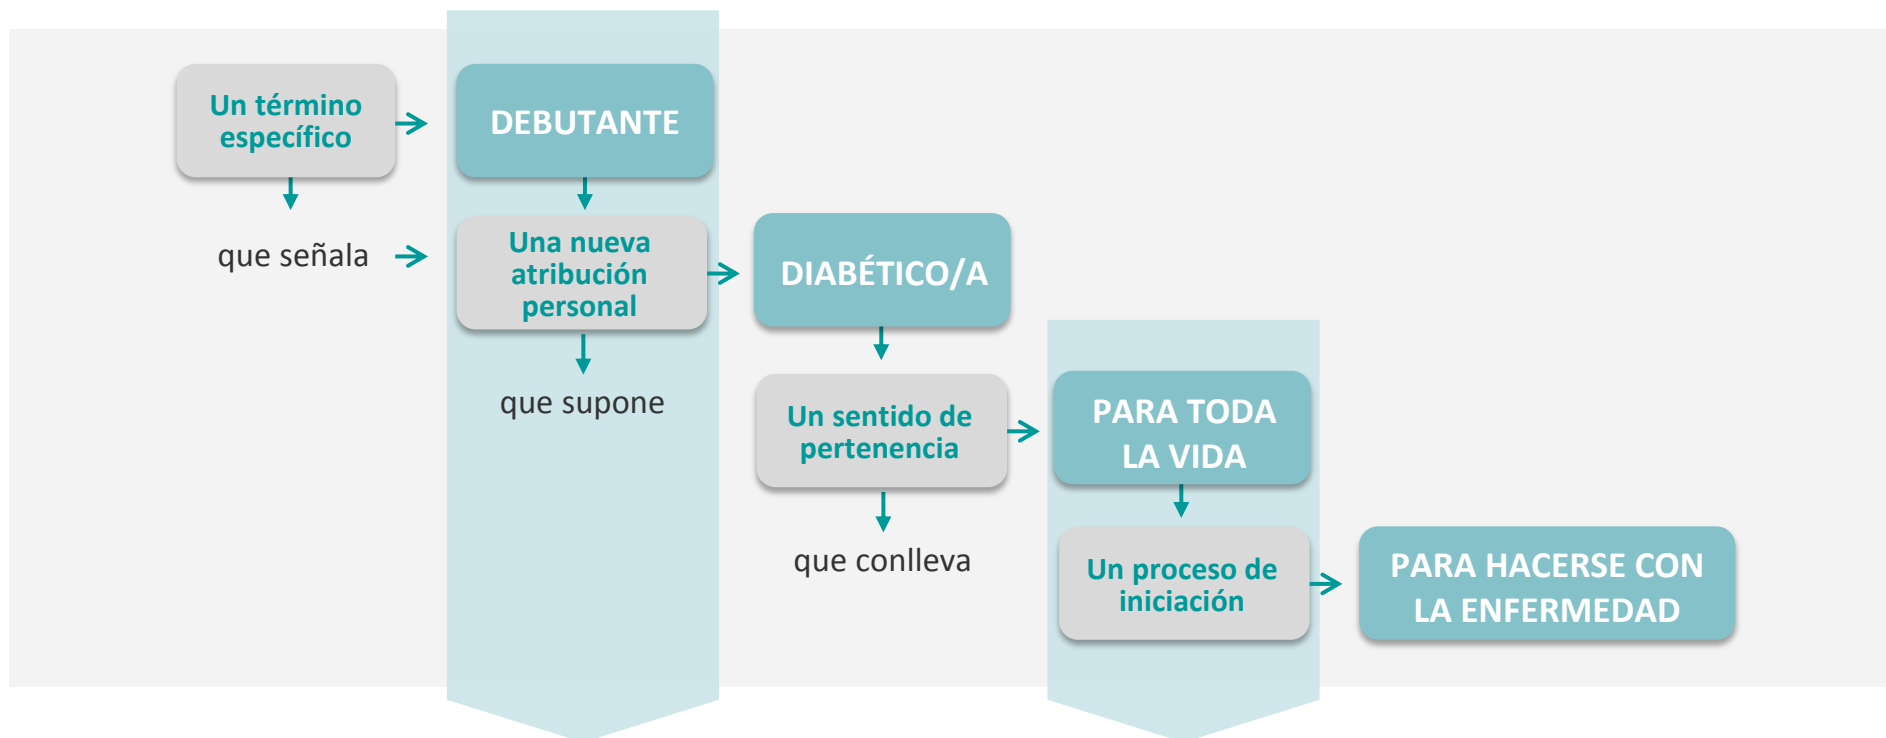 Un término
específico
DEBUTANTE
que señala
Una nueva
atribución
personal
DIABÉTICO/A
que supone
Un sentido de
pertenencia
PARA TODA
LA VIDA
que conlleva
Un proceso de
iniciación
PARA HACERSE CON
LA ENFERMEDAD